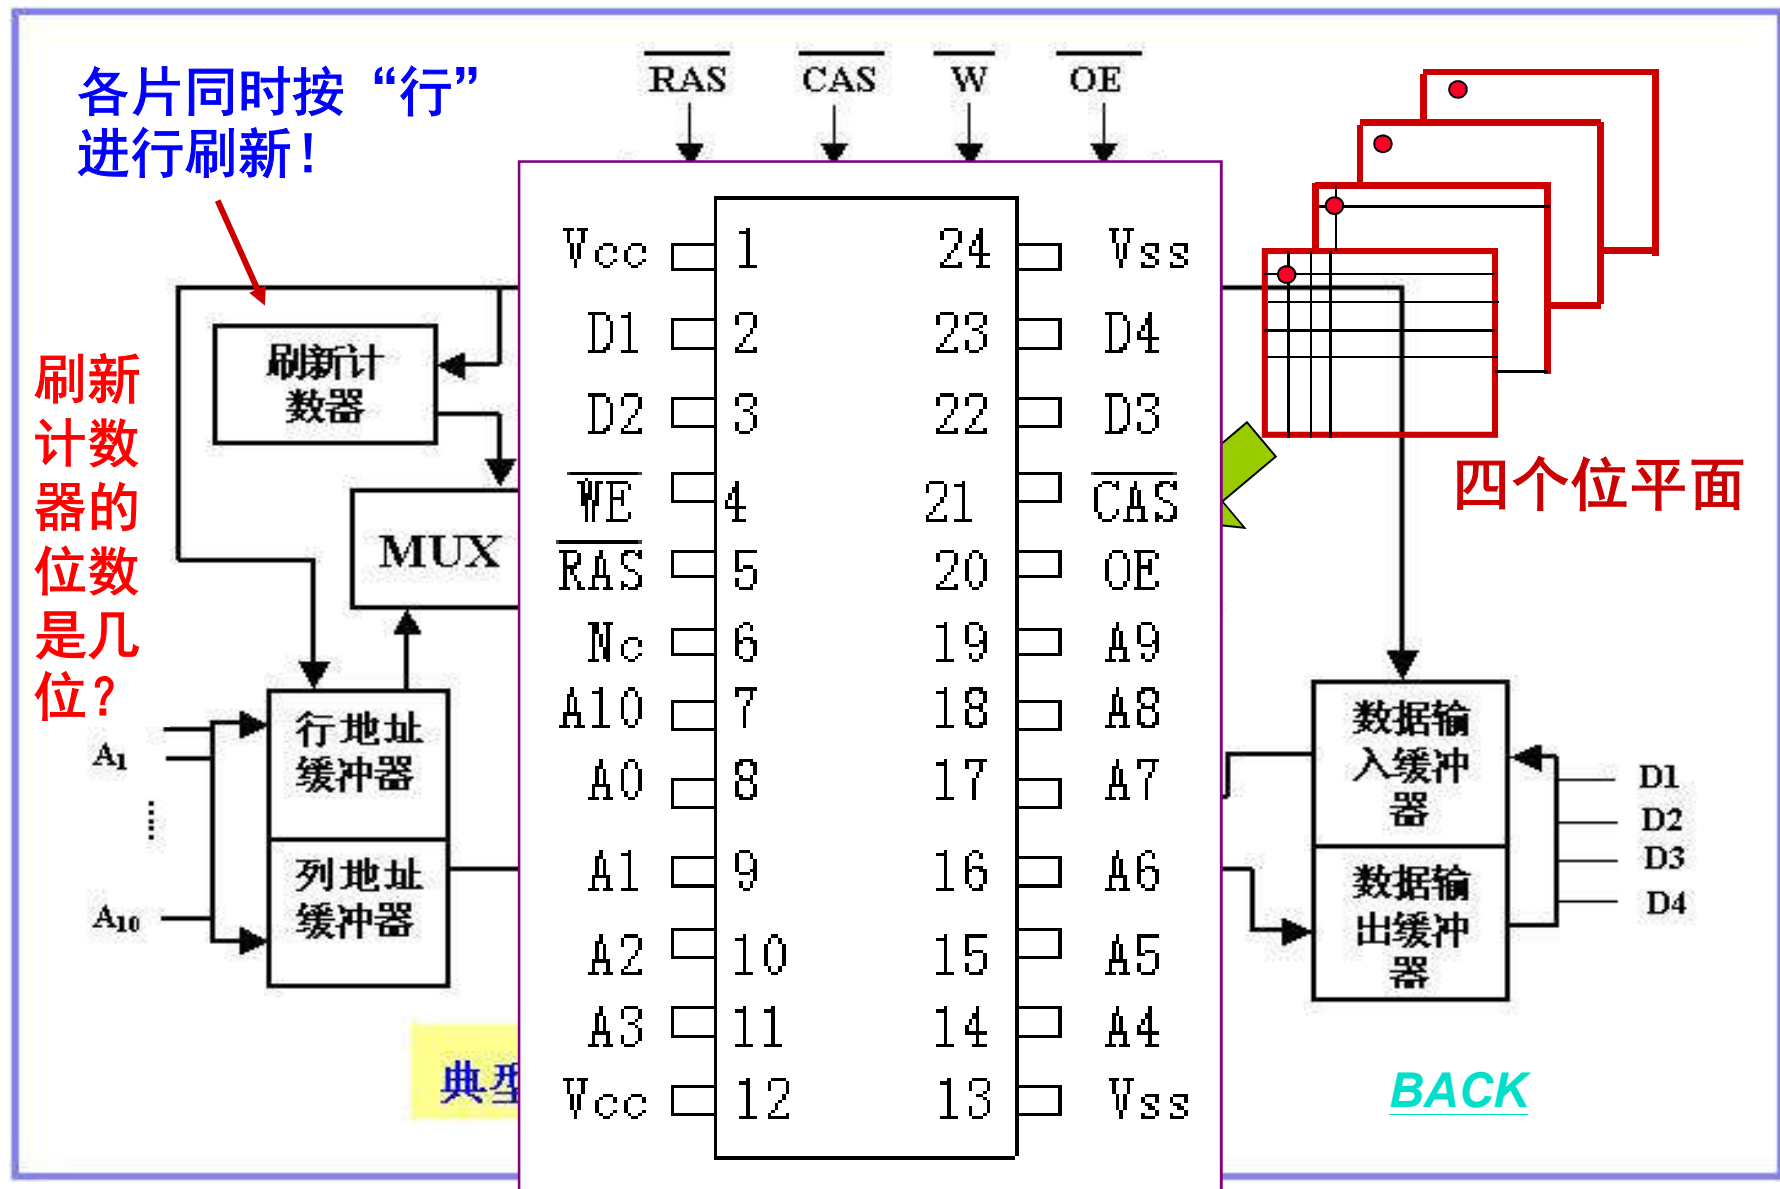 各片同时按“行”
进行刷新！
RAS CAS W OE
刷新
计数
器的
位数
是几
位？
刷新计
数器
MUX
行地址
缓冲器
列地址
缓冲器
A1
A10
典型
Vcc 1 24 Vss
D1 2 23 D4
D2 3 22 D3
WE 4 21 CAS
RAS 5 20 OE
Nc 6 19 A9
A10 7 18 A8
A0 8 17 A7
A1 9 16 A6
A2 10 15 A5
A3 11 14 A4
Vcc 12 13 Vss
四个位平面
数据输
入缓冲
器
数据输
出缓冲
器
D1
D2
D3
D4
BACK